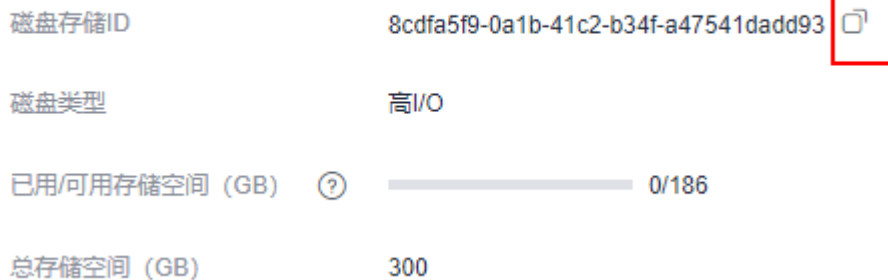 磁盘存储ID 8cdfa5f9-0a1b-41c2-b34f-a47541dadd93
磁盘类型 高I/O
已用/可用存储空间（GB） ? 0/186
总存储空间（GB） 300